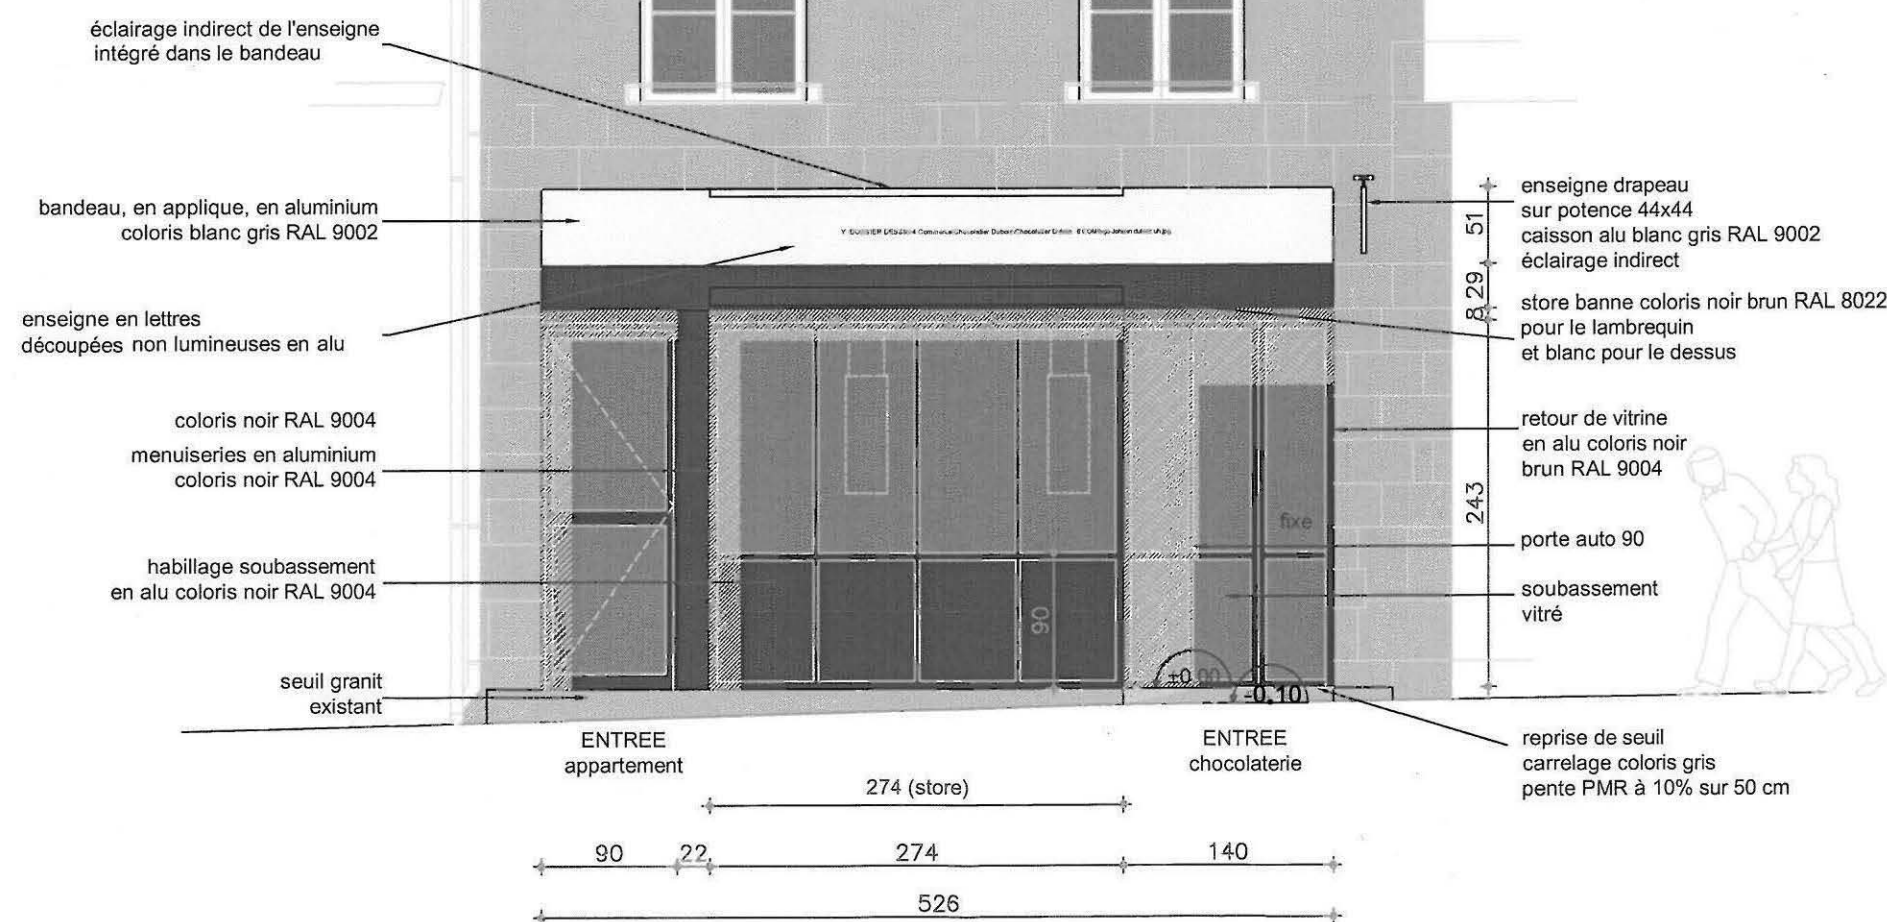 éclairage indirect de l'enseigne
intégré dans le bandeau
bandeau, en applique, en aluminium
coloris blanc gris RAL 9002
enseigne en lettres
découpées non lumineuses en alu
coloris noir RAL 9004
menuiseries en aluminium
coloris noir RAL 9004
habillage soubassement
en alu coloris noir RAL 9004
seuil granit
existant
enseigne drapeau
sur potence 44x44
caisson alu blanc gris RAL 9002
éclairage indirect
store banne coloris noir brun RAL 8022
pour le lambrequin
et blanc pour le dessus
retour de vitrine
en alu coloris noir
brun RAL 9004
porte auto 90
soubassement
vitré
reprise de seuil
carrelage coloris gris
pente PMR à 10% sur 50 cm
51
29
8
243
fixe
90
±0.00
-0.10
ENTREE
appartement
ENTREE
chocolaterie
274 (store)
90 22 274 140
526